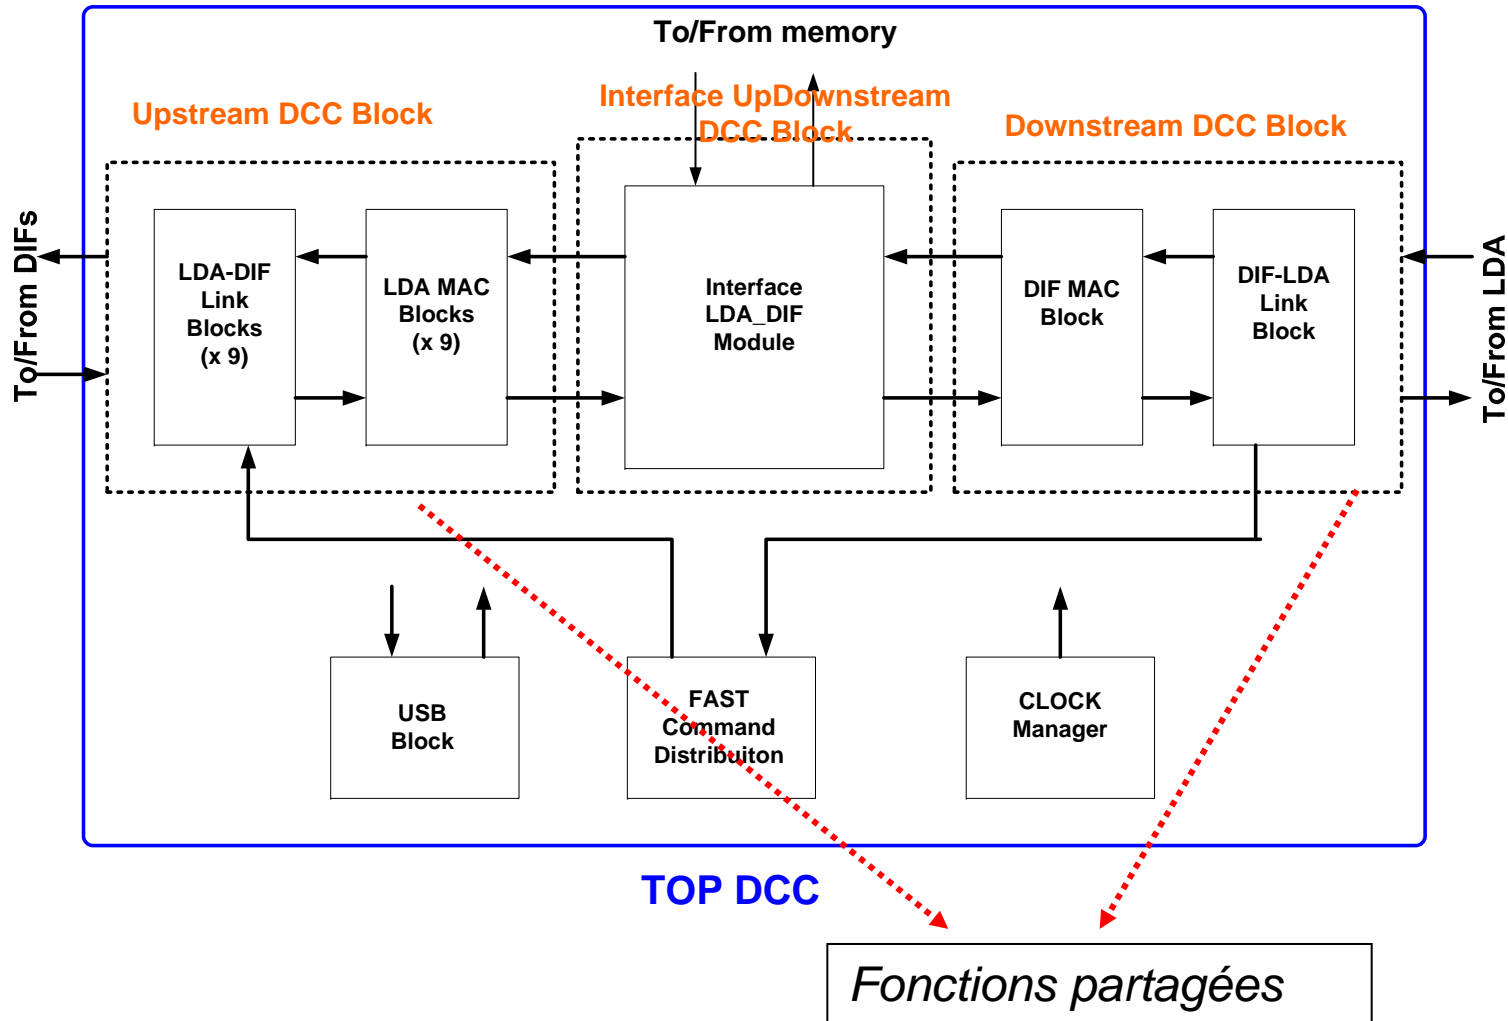 To/From memory
Upstream DCC Block
Interface UpDownstream
DCC Block
Downstream DCC Block
To/From DIFs
LDA-DIF
Link
Blocks
(x 9)
LDA MAC
Blocks
(x 9)
Interface
LDA_DIF
Module
DIF MAC
Block
DIF-LDA
Link
Block
To/From LDA
USB
Block
FAST
Command
Distribuiton
CLOCK
Manager
TOP DCC
Fonctions partagées